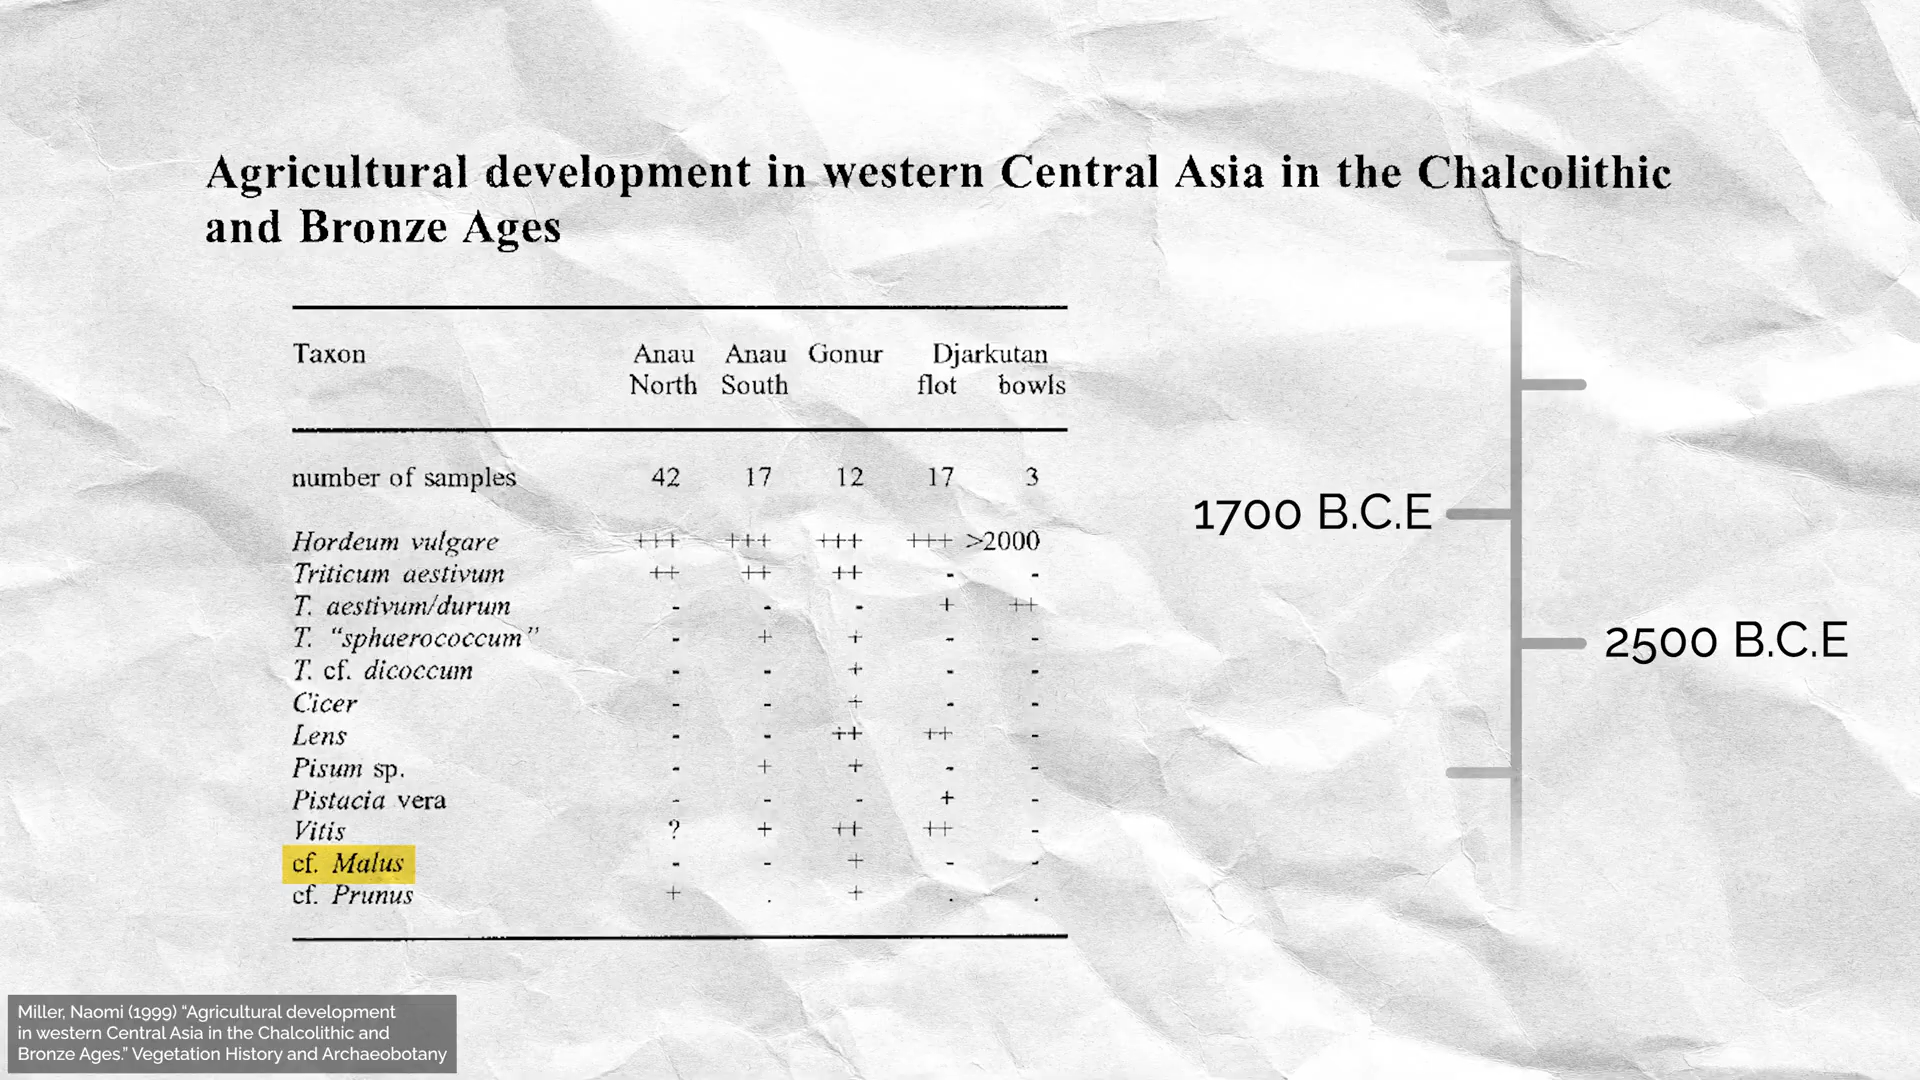 Agricultural development in western Central Asia in the Chalcolithic
and Bronze Ages
Taxon Anau Anau Gonur Djarkutan
North South flot bowls
number of samples 42 17 12 17 3
Hordeum vulgare +++ +++ +++ +++ >2000
Triticum aestivum ++ ++ ++ - -
T. aestivum/durum - - - + ++
T. “sphaerococcum” - + + - -
T. cf. dicoccum - - + - -
Cicer - - + - -
Lens - - ++ ++ -
Pisum sp. - + + - -
Pistacia vera - - - + -
Vitis ? + ++ ++ -
cf. Malus - - + - -
cf. Prunus + . + . .
1700 B.C.E
2500 B.C.E
Miller, Naomi (1999) “Agricultural development
in western Central Asia in the Chalcolithic and
Bronze Ages.” Vegetation History and Archaeobotany